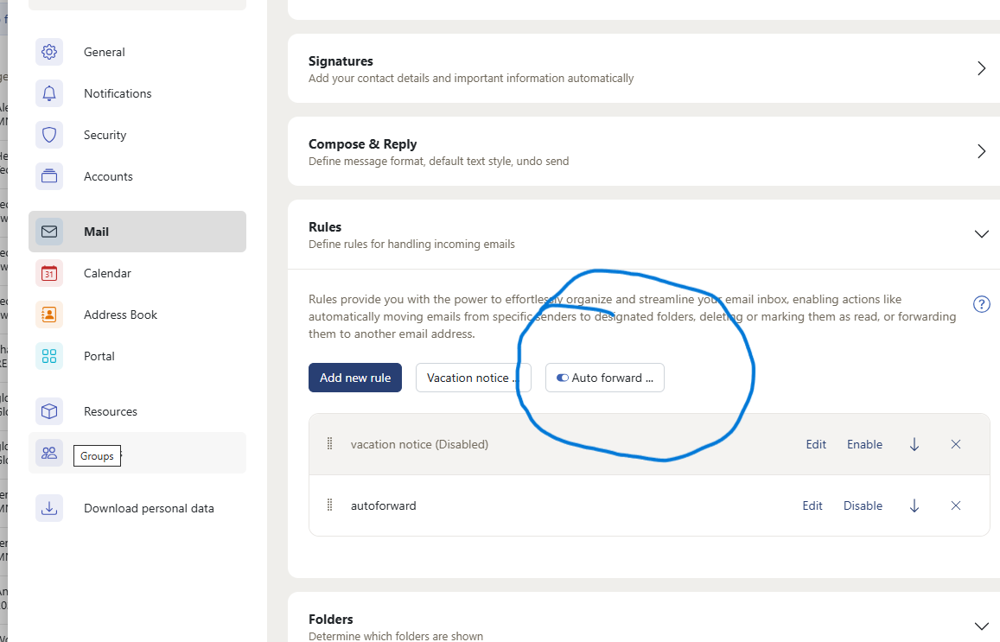 General
Notifications
Security
Accounts
Mail
31
Calendar
Address Book
Portal
Resources
Groups
Download personal data
Signatures
Add your contact details and important information automatically
Compose & Reply
Define message format, default text style, undo send
Rules
Define rules for handling incoming emails
Rules provide you with the power to effortlessly organize and streamline your email inbox, enabling actions like
automatically moving emails from specific senders to designated folders, deleting or marking them as read, or forwarding
them to another email address.
?
Add new rule
Vacation notice ...
Auto forward ...
vacation notice (Disabled)
Edit
Enable
autoforward
Edit
Disable
Folders
Determine which folders are shown